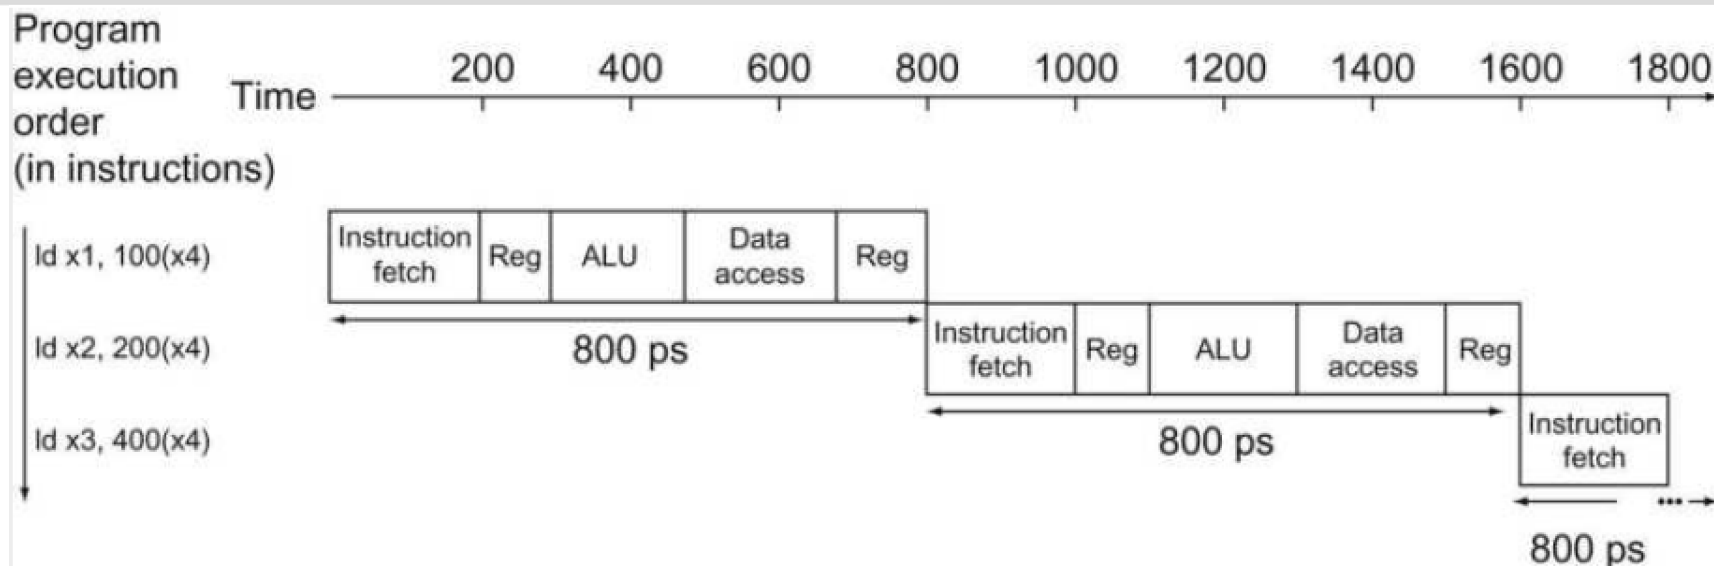 Program
execution
order
(in instructions)
Time
200 400 600 800 1000 1200 1400 1600 1800
ld x1, 100(x4)
Instruction
fetch
Reg
ALU
Data
access
Reg
800 ps
ld x2, 200(x4)
Instruction
fetch
Reg
ALU
Data
access
Reg
800 ps
ld x3, 400(x4)
Instruction
fetch
...
800 ps